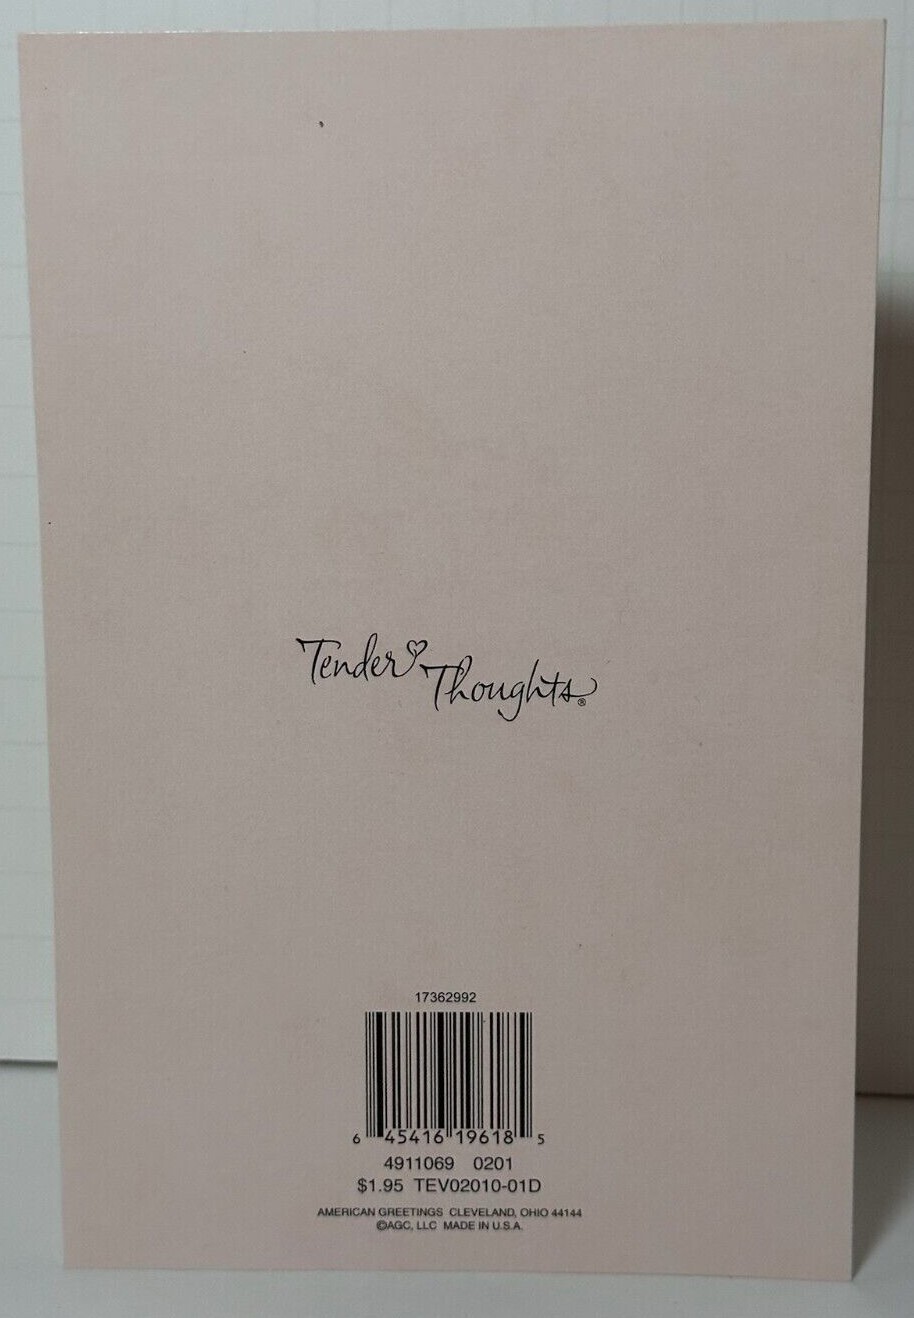 Tender Thoughts®
17362992
6 45416 19618 5
4911069 0201
$1.95 TEV02010-01D
AMERICAN GREETINGS CLEVELAND, OHIO 44144
©AGC, LLC MADE IN U.S.A.